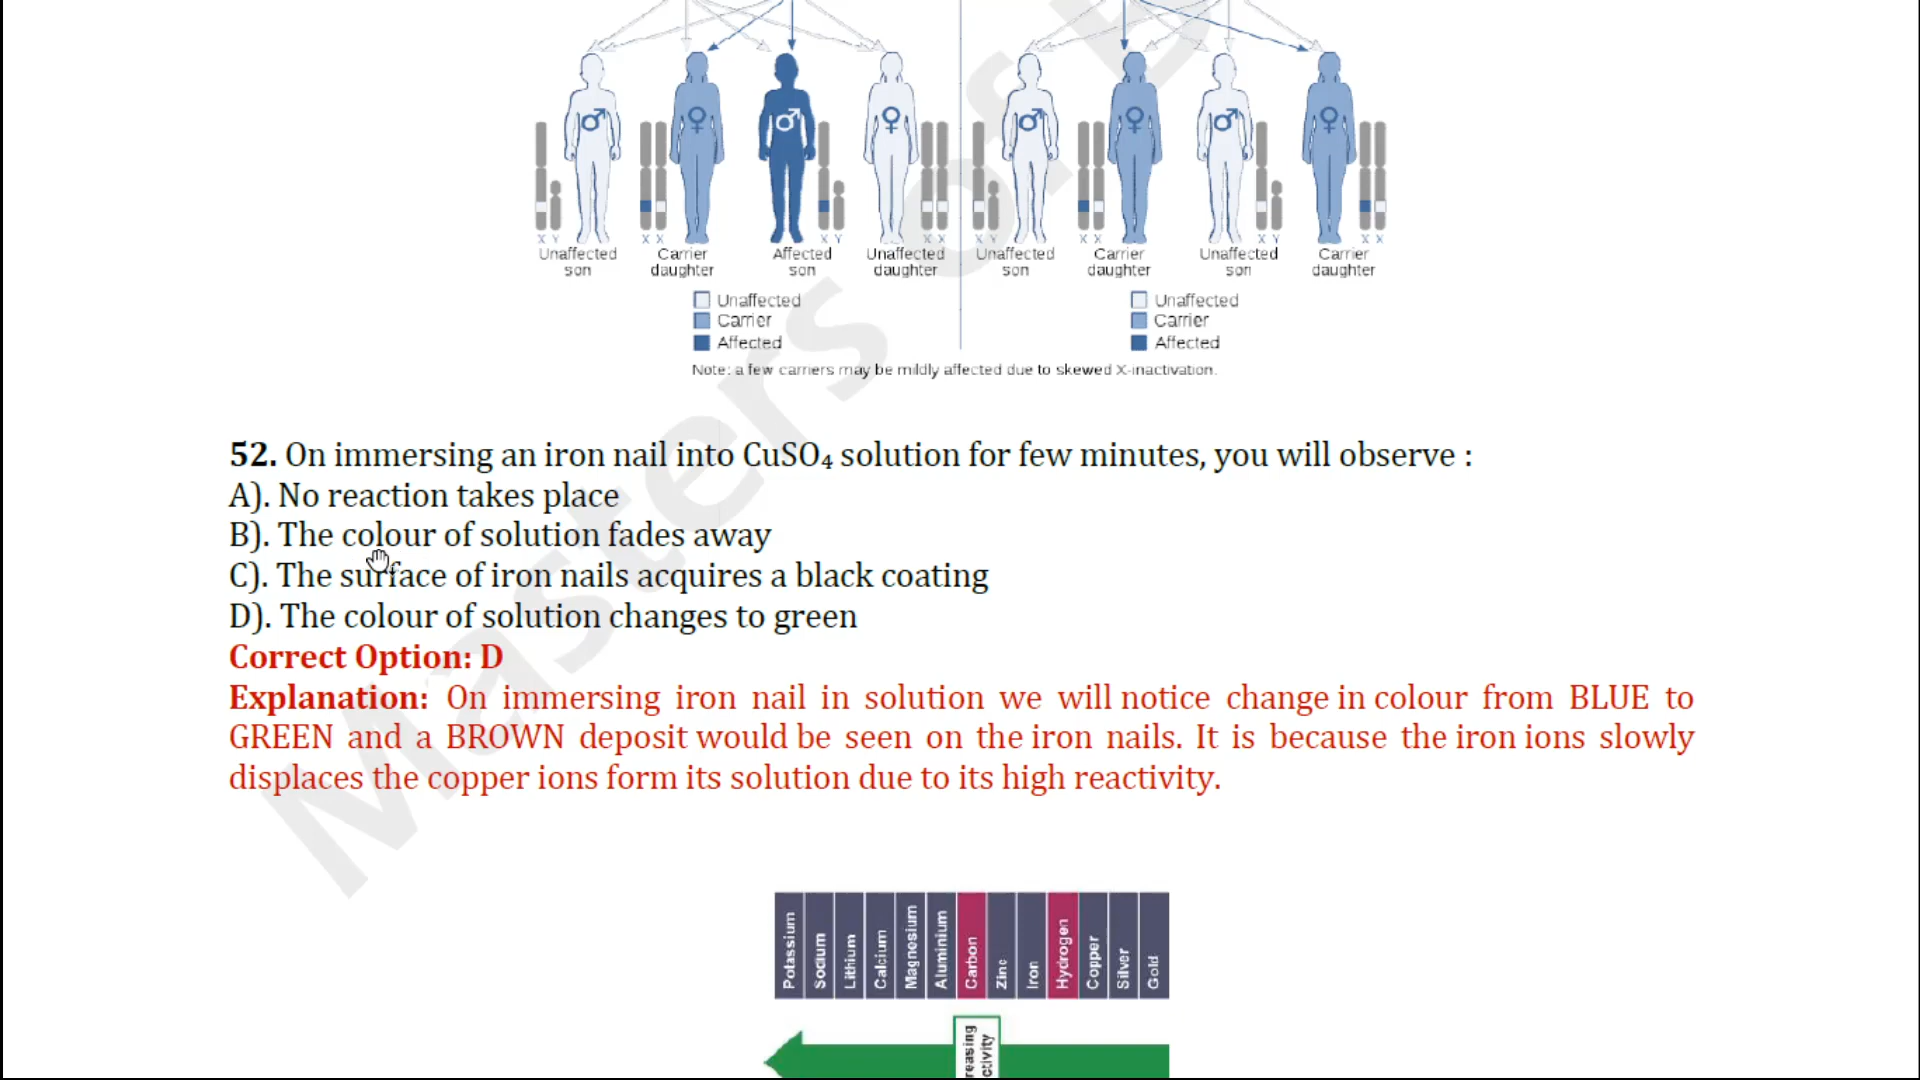 X Y
X X
X Y
X X
X Y
X X
X Y
X X
Unaffected son
Carrier daughter
Affected son
Unaffected daughter
Unaffected son
Carrier daughter
Unaffected son
Carrier daughter
Unaffected
Carrier
Affected
Unaffected
Carrier
Affected
Note: a few carriers may be mildly affected due to skewed X-inactivation.
52. On immersing an iron nail into CuSO₄ solution for few minutes, you will observe :
A). No reaction takes place
B). The colour of solution fades away
C). The surface of iron nails acquires a black coating
D). The colour of solution changes to green
Correct Option: D
Explanation: On immersing iron nail in solution we will notice change in colour from BLUE to
GREEN and a BROWN deposit would be seen on the iron nails. It is because the iron ions slowly
displaces the copper ions form its solution due to its high reactivity.
Potassium
Sodium
Lithium
Calcium
Magnesium
Aluminium
Carbon
Zinc
Iron
Hydrogen
Copper
Silver
Gold
reasing
ctivity
Masters of